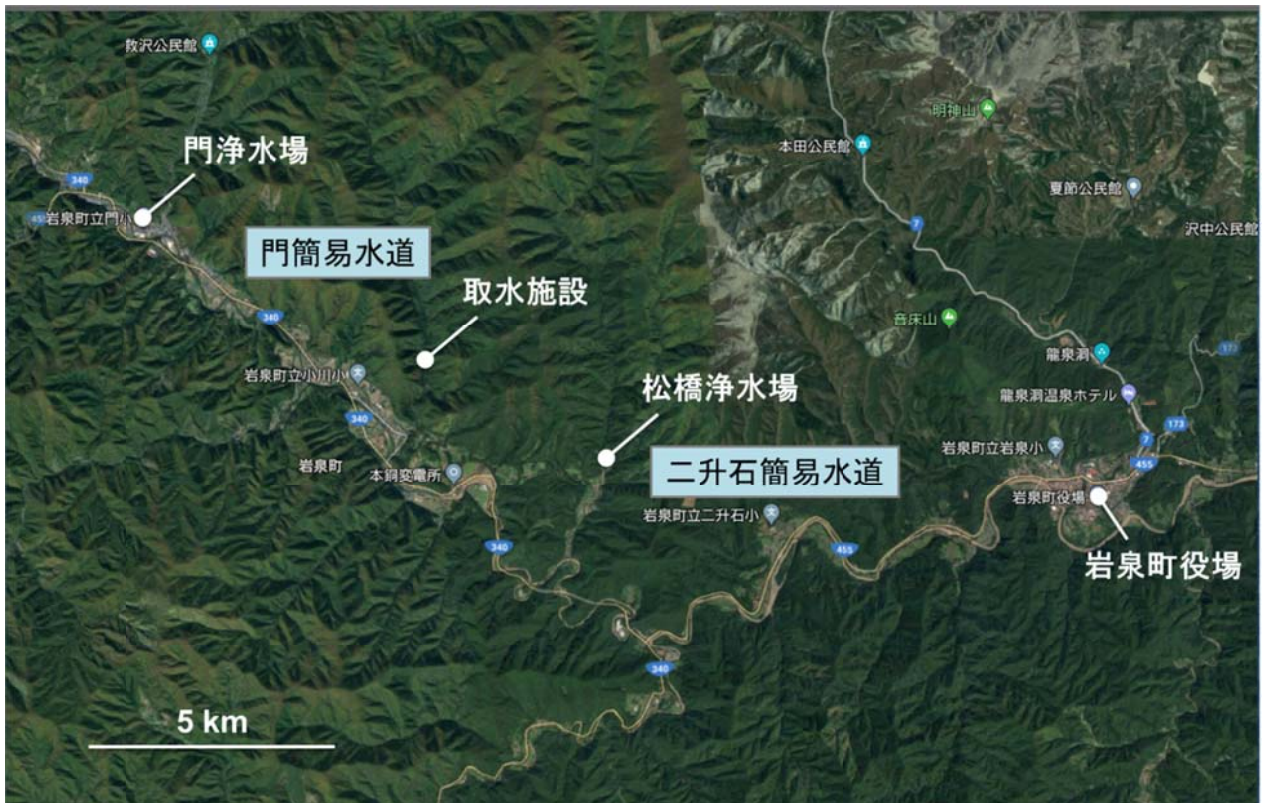 敷沢公民館
門浄水場
明神山
本田公民館
340
夏節公民館
455
岩泉町立門小
7
沢中公民館
門簡易水道
取水施設
340
音床山
173
龍泉洞
岩泉町立小川小
松橋浄水場
龍泉洞温泉ホテル
340
173
7
岩泉町立岩泉小
455
岩泉町
本銅変電所
二升石簡易水道
岩泉町役場
岩泉町立二升石小
340
455
岩泉町役場
340
5 km